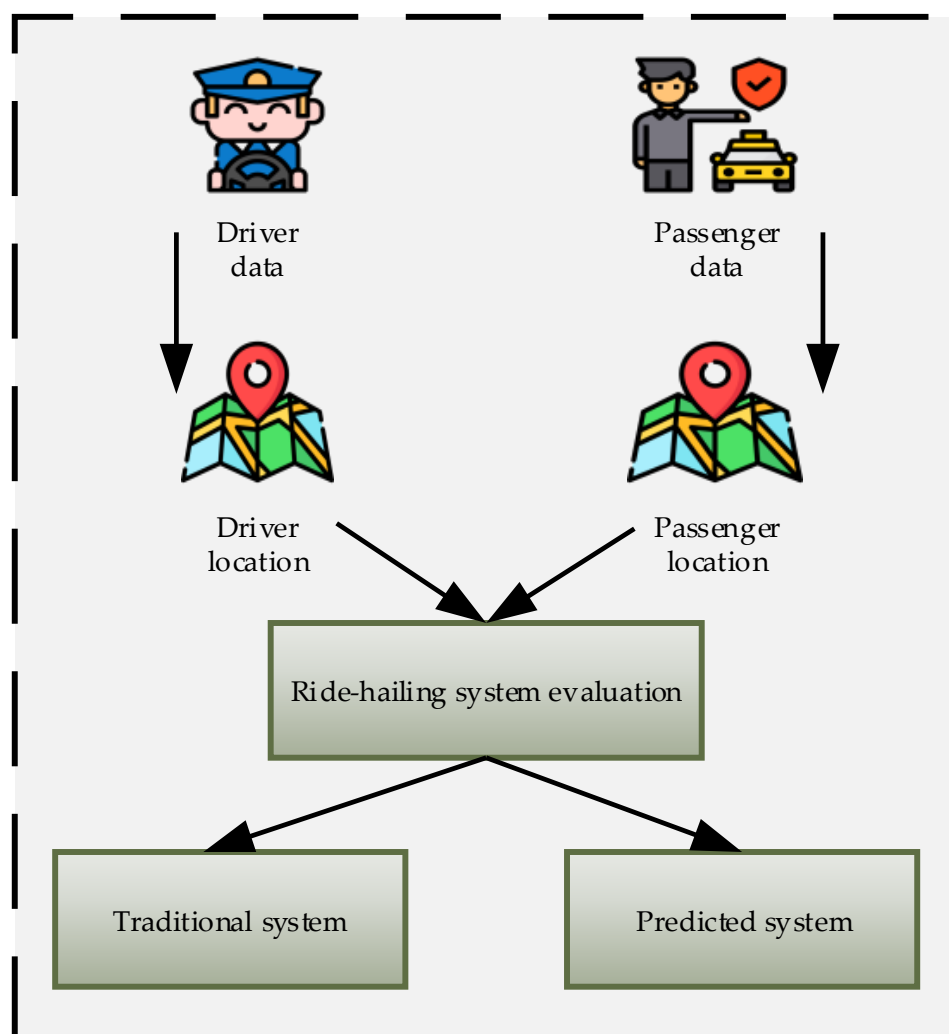 Driver
data
Passenger
data
Driver
location
Passenger
location
Ride-hailing system evaluation
Traditional system
Predicted system